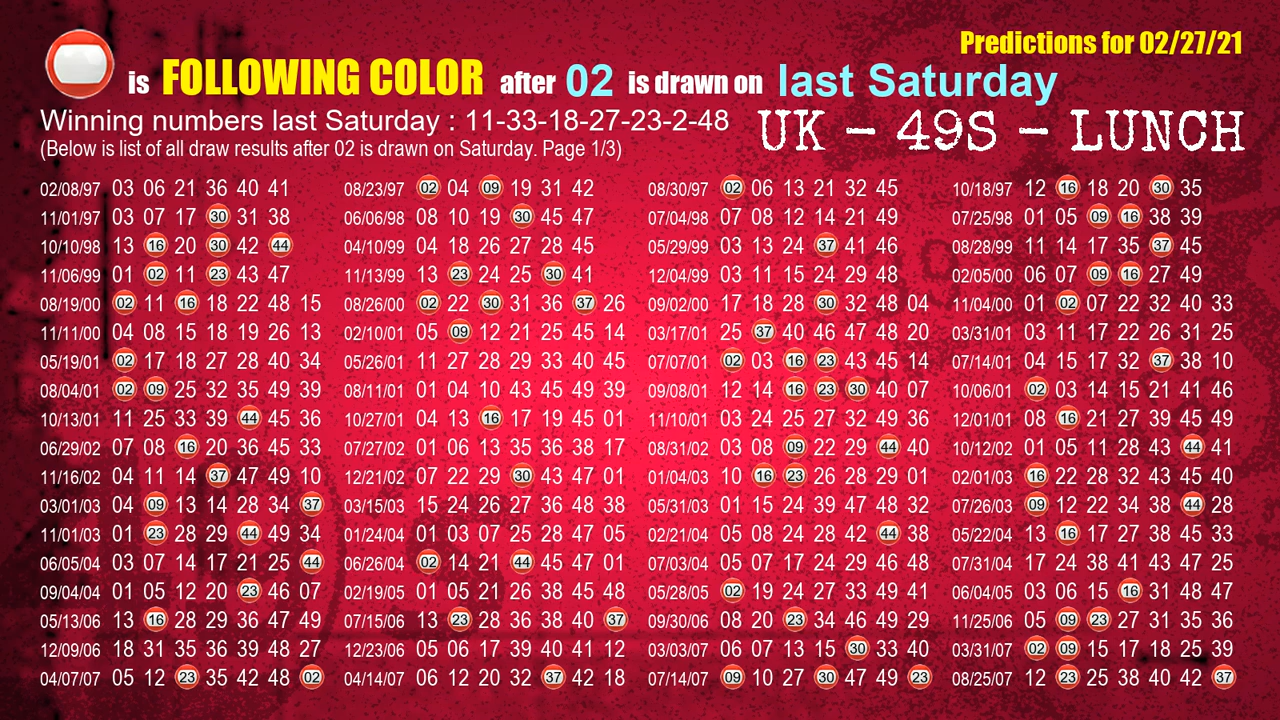 Predictions for 02/27/21
is FOLLOWING COLOR after 02 is drawn on last Saturday
Winning numbers last Saturday : 11-33-18-27-23-2-48
UK - 49S - LUNCH
(Below is list of all draw results after 02 is drawn on Saturday. Page 1/3)
02/08/97 03 06 21 36 40 41 08/23/97 02 04 09 19 31 42 08/30/97 02 06 13 21 32 45 10/18/97 12 16 18 20 30 35
11/01/97 03 07 17 30 31 38 06/06/98 08 10 19 30 45 47 07/04/98 07 08 12 14 21 49 07/25/98 01 05 09 16 38 39
10/10/98 13 16 20 30 42 44 04/10/99 04 18 26 27 28 45 05/29/99 03 13 24 37 41 46 08/28/99 11 14 17 35 37 45
11/06/99 01 02 11 23 43 47 11/13/99 13 23 24 25 30 41 12/04/99 03 11 15 24 29 48 02/05/00 06 07 09 16 27 49
08/19/00 02 11 16 18 22 48 15 08/26/00 02 22 30 31 36 37 26 09/02/00 17 18 28 30 32 48 04 11/04/00 01 02 07 22 32 40 33
11/11/00 04 08 15 18 19 26 13 02/10/01 05 09 12 21 25 45 14 03/17/01 25 37 40 46 47 48 20 03/31/01 03 11 17 22 26 31 25
05/19/01 02 17 18 27 28 40 34 05/26/01 11 27 28 29 33 40 45 07/07/01 02 03 16 23 43 45 14 07/14/01 04 15 17 32 37 38 10
08/04/01 02 09 25 32 35 49 39 08/11/01 01 04 10 43 45 49 39 09/08/01 12 14 16 23 30 40 07 10/06/01 02 03 14 15 21 41 46
10/13/01 11 25 33 39 44 45 36 10/27/01 04 13 16 17 19 45 01 11/10/01 03 24 25 27 32 49 36 12/01/01 08 16 21 27 39 45 49
06/29/02 07 08 16 20 36 45 33 07/27/02 01 06 13 35 36 38 17 08/31/02 03 08 09 22 29 44 40 10/12/02 01 05 11 28 43 44 41
11/16/02 04 11 14 37 47 49 10 12/21/02 07 22 29 30 43 47 01 01/04/03 10 16 23 26 28 29 01 02/01/03 16 22 28 32 43 45 40
03/01/03 04 09 13 14 28 34 37 03/15/03 15 24 26 27 36 48 38 05/31/03 01 15 24 39 47 48 32 07/26/03 09 12 22 34 38 44 28
11/01/03 01 23 28 29 44 49 34 01/24/04 01 03 07 25 28 47 05 02/21/04 05 08 24 28 42 44 38 05/22/04 13 16 17 27 38 45 33
06/05/04 03 07 14 17 21 25 44 06/26/04 02 14 21 44 45 47 01 07/03/04 05 07 17 24 29 46 48 07/31/04 17 24 38 41 43 47 25
09/04/04 01 05 12 20 23 46 07 02/19/05 01 05 21 26 38 45 48 05/28/05 02 19 24 27 33 49 41 06/04/05 03 06 15 16 31 48 47
05/13/06 13 16 28 29 36 47 49 07/15/06 13 23 28 36 38 40 37 09/30/06 08 20 23 34 46 49 29 11/25/06 05 09 23 27 31 35 36
12/09/06 18 31 35 36 39 48 27 12/23/06 05 06 17 39 40 41 12 03/03/07 06 07 13 15 30 33 40 03/31/07 02 09 15 17 18 25 39
04/07/07 05 12 23 35 42 48 02 04/14/07 06 12 20 32 37 42 18 07/14/07 09 10 27 30 47 49 23 08/25/07 12 23 25 38 40 42 37